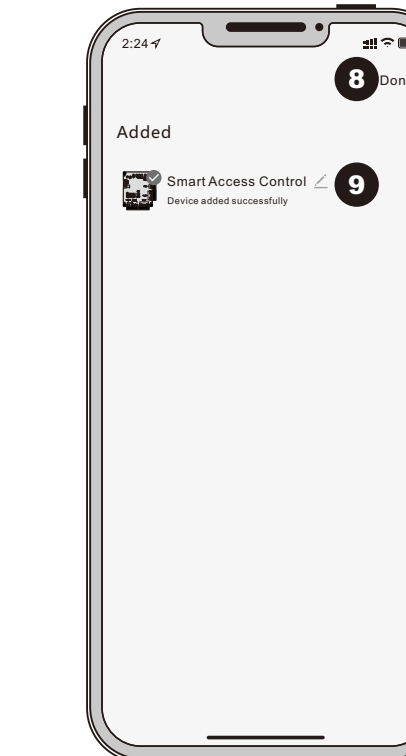 2:24
8 Don
Added
Smart Access Control 9
Device added successfully